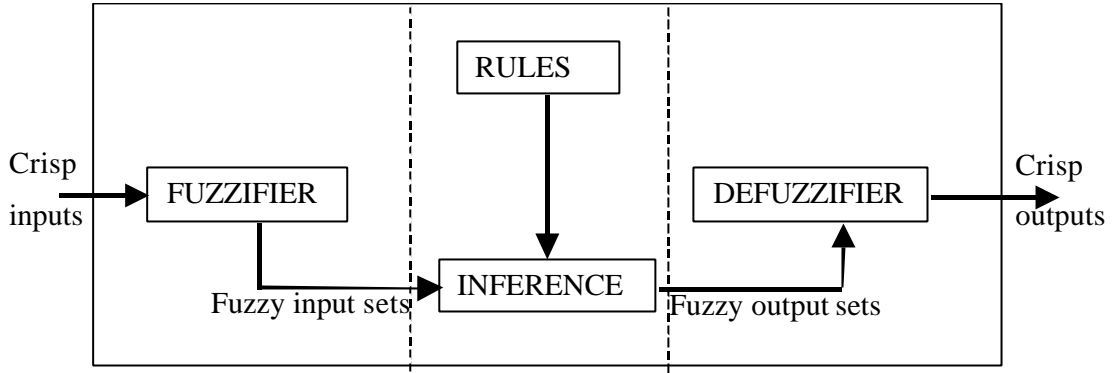 RULES
Crisp
inputs
FUZZIFIER
DEFUZZIFIER
Crisp
outputs
Fuzzy input sets
INFERENCE
Fuzzy output sets